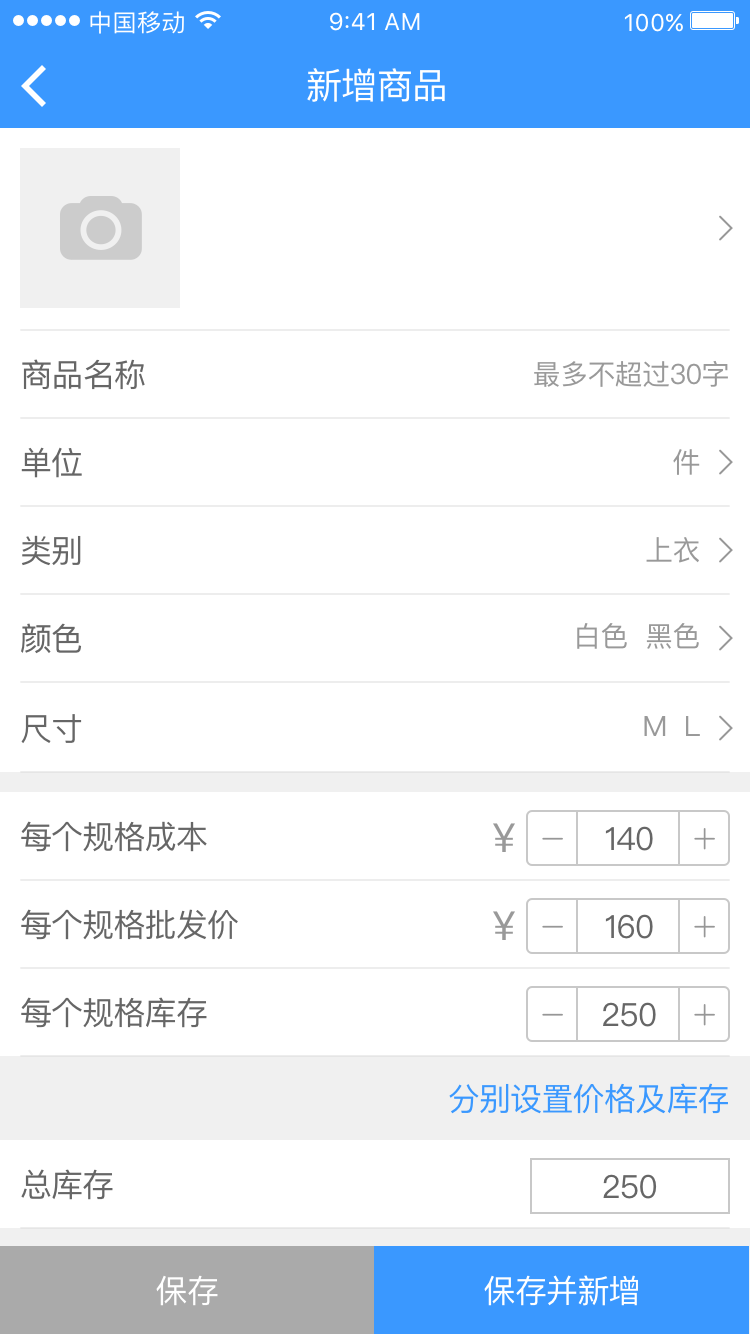 中国移动 9:41 AM 100%
新增商品
商品名称 最多不超过30字
单位 件
类别 上衣
颜色 白色 黑色
尺寸 M L
每个规格成本 ¥ 140
每个规格批发价 ¥ 160
每个规格库存 250
分别设置价格及库存
总库存 250
保存 保存并新增